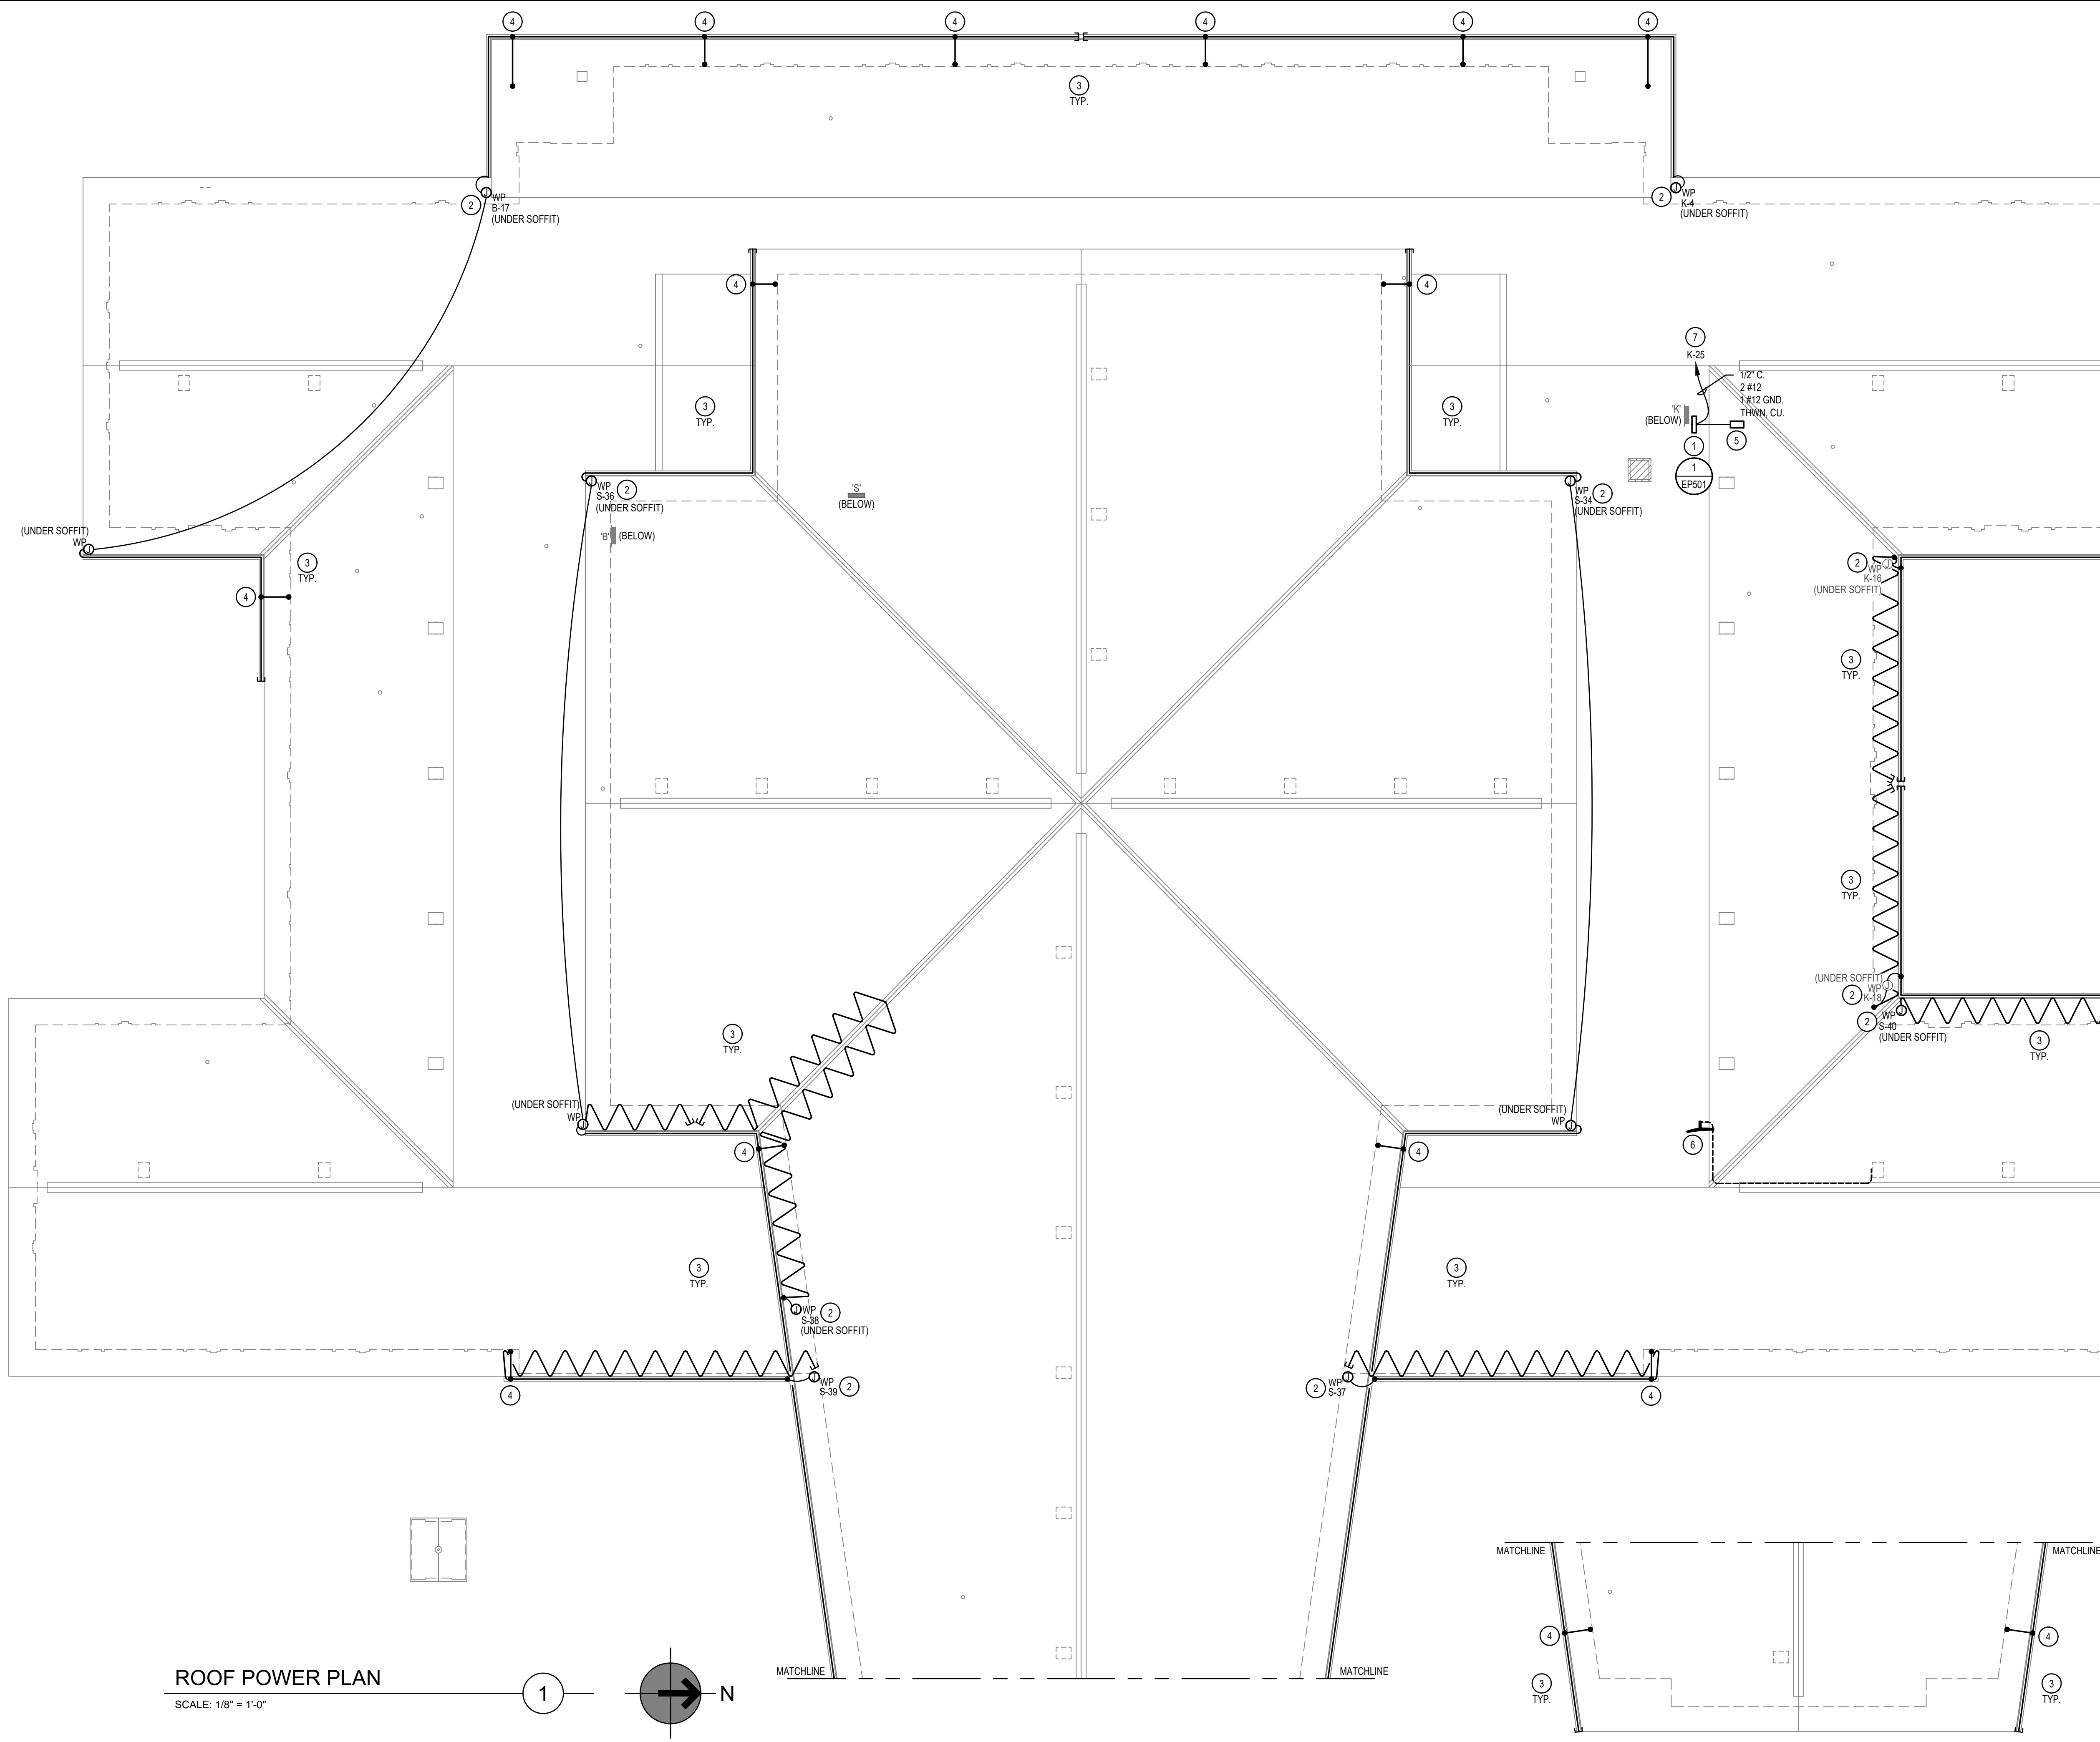 4
4
4
4
4
4
3
TYP.
2
WP
B-17
(UNDER SOFFIT)
2
WP
K-4
(UNDER SOFFIT)
4
4
7
K-25
1/2" C.
2 #12
1 #12 GND.
THWN, CU.
'K'
(BELOW)
1
5
1
EP501
3
TYP.
3
TYP.
WP
S-36
(UNDER SOFFIT)
2
'S'
(BELOW)
'B'
(BELOW)
WP
S-34
(UNDER SOFFIT)
2
(UNDER SOFFIT)
WP
3
TYP.
4
2
WP
K-16
(UNDER SOFFIT)
3
TYP.
3
TYP.
(UNDER SOFFIT)
WP
2
K-18
2
WP
S-40
(UNDER SOFFIT)
3
TYP.
3
TYP.
(UNDER SOFFIT)
WP
(UNDER SOFFIT)
WP
4
4
6
3
TYP.
3
TYP.
WP
S-38
(UNDER SOFFIT)
2
WP
S-39
2
2
WP
S-37
4
4
MATCHLINE
MATCHLINE
4
4
3
TYP.
3
TYP.
MATCHLINE
MATCHLINE
ROOF POWER PLAN
SCALE: 1/8" = 1'-0"
1
N